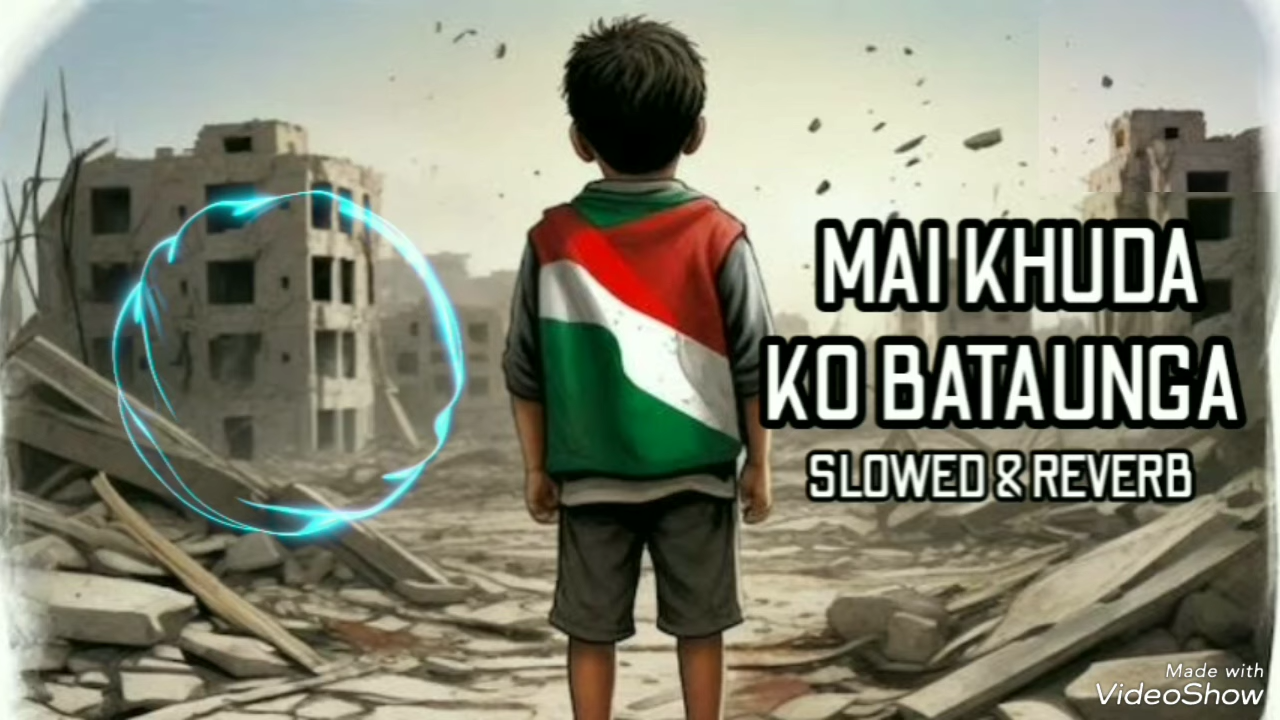 MAI KHUDA
KO BATAUNGA
SLOWED & REVERB
Made with
VideoShow